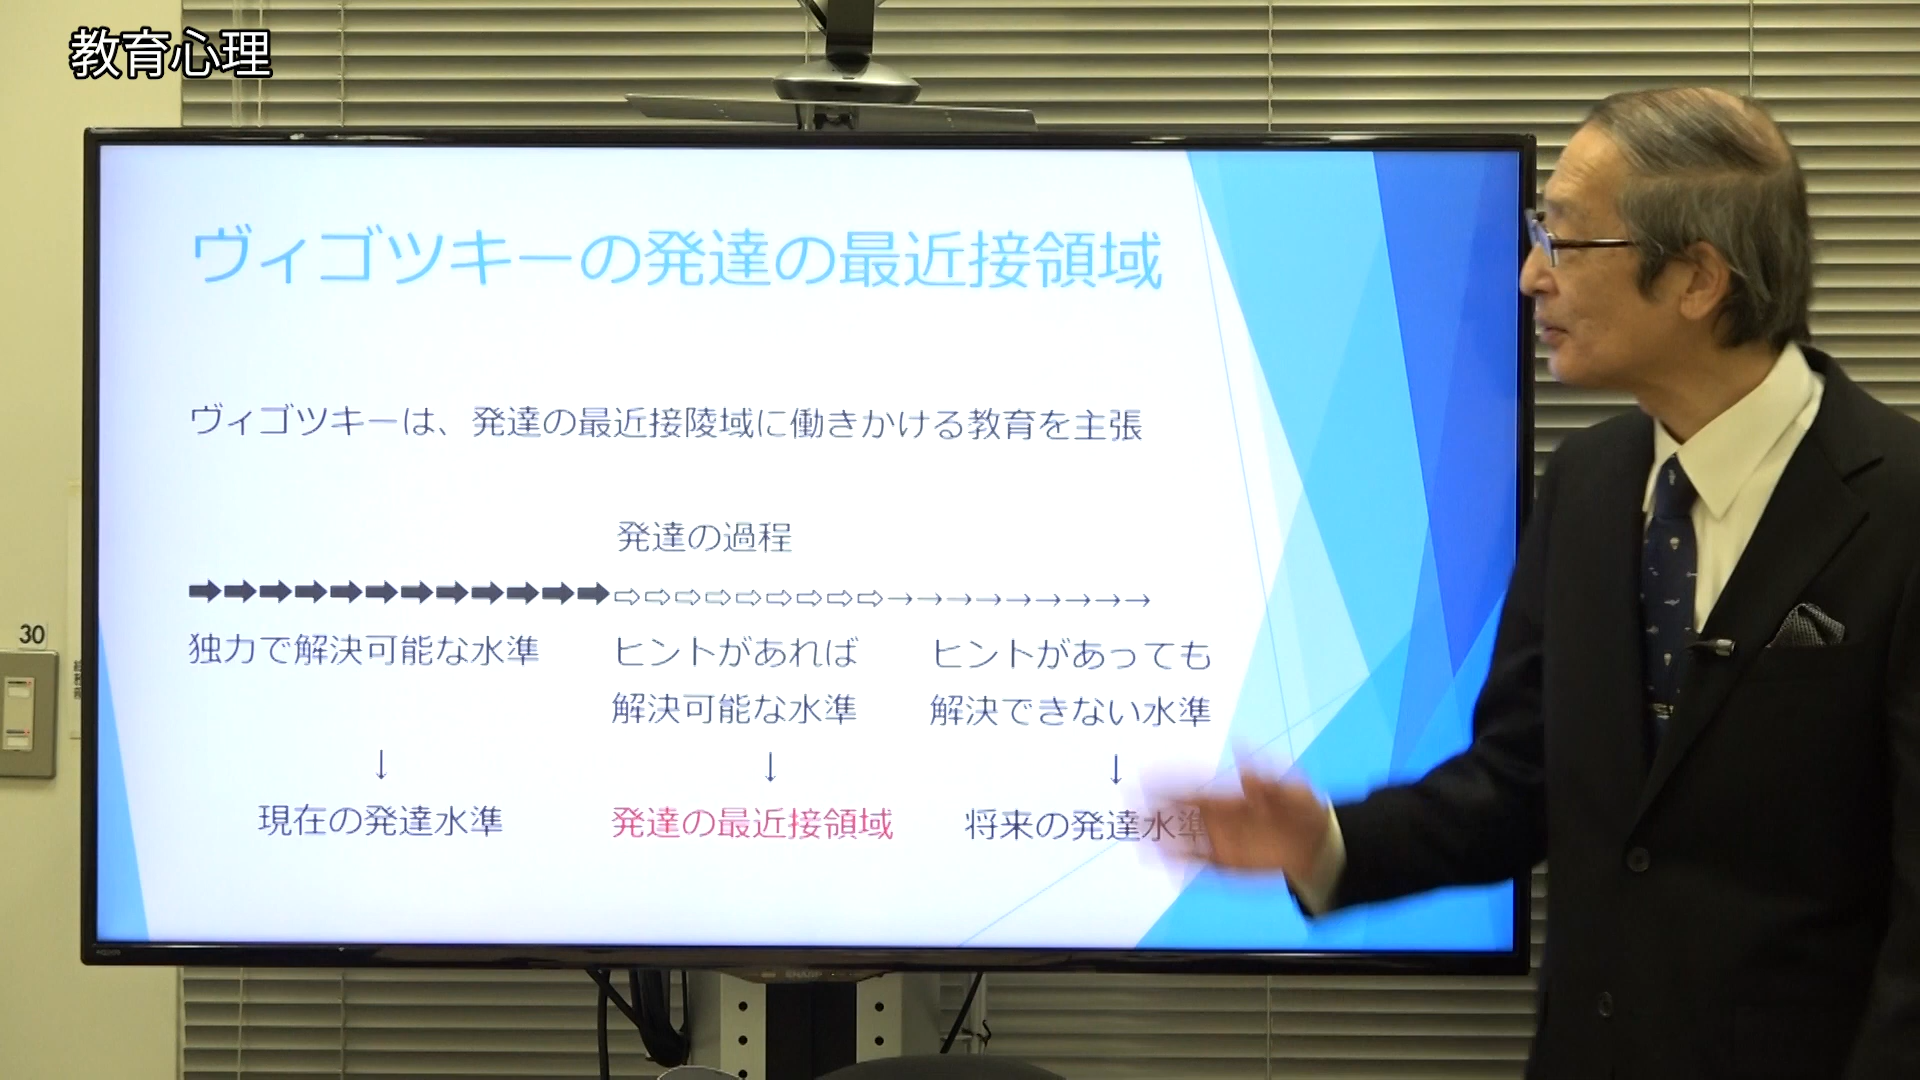 教育心理
ヴィゴツキーの発達の最近接領域
ヴィゴツキーは、発達の最近接陵域に働きかける教育を主張
発達の過程
➡➡➡➡➡➡➡➡➡➡➡➡⇨⇨⇨⇨⇨⇨⇨⇨⇨→→→→→→→→→
独力で解決可能な水準
ヒントがあれば
解決可能な水準
ヒントがあっても
解決できない水準
↓ ↓ ↓
現在の発達水準
発達の最近接領域
将来の発達水準
30